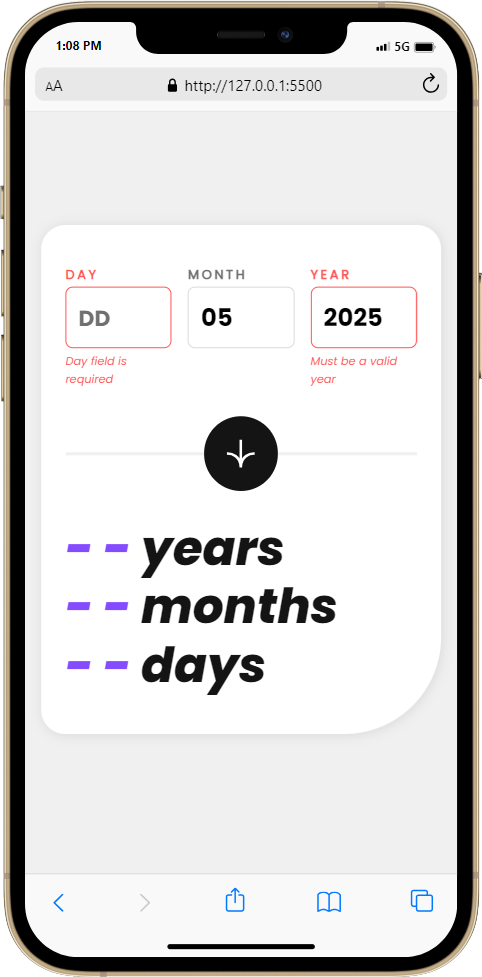 1:08 PM
5G
AA
http://127.0.0.1:5500
DAY MONTH YEAR
DD 05 2025
Day field is required
Must be a valid year
- - years
- - months
- - days